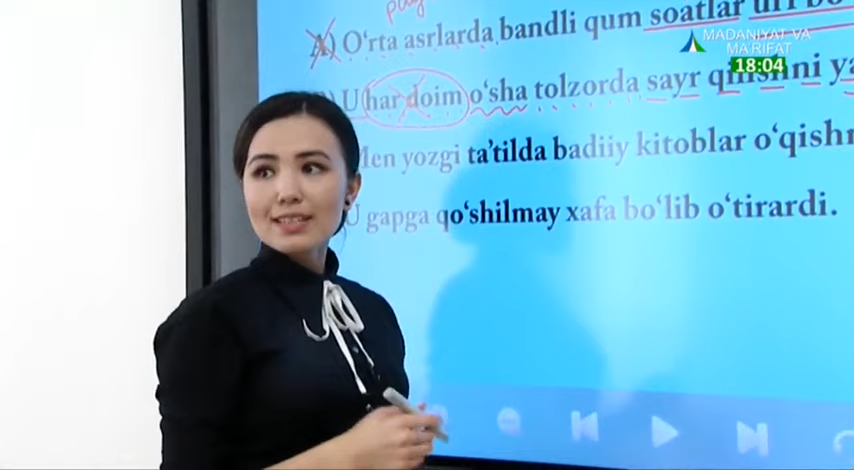 MADANIYAT VA
MA'RIFAT
18:04
A) O'rta asrlarda bandli qum soatlar
U har doim o'sha tolzorda sayr qilishni
Men yozgi ta'tilda badiiy kitoblar
U gapga qo'shilmay xafa bo'lib o'tirardi.